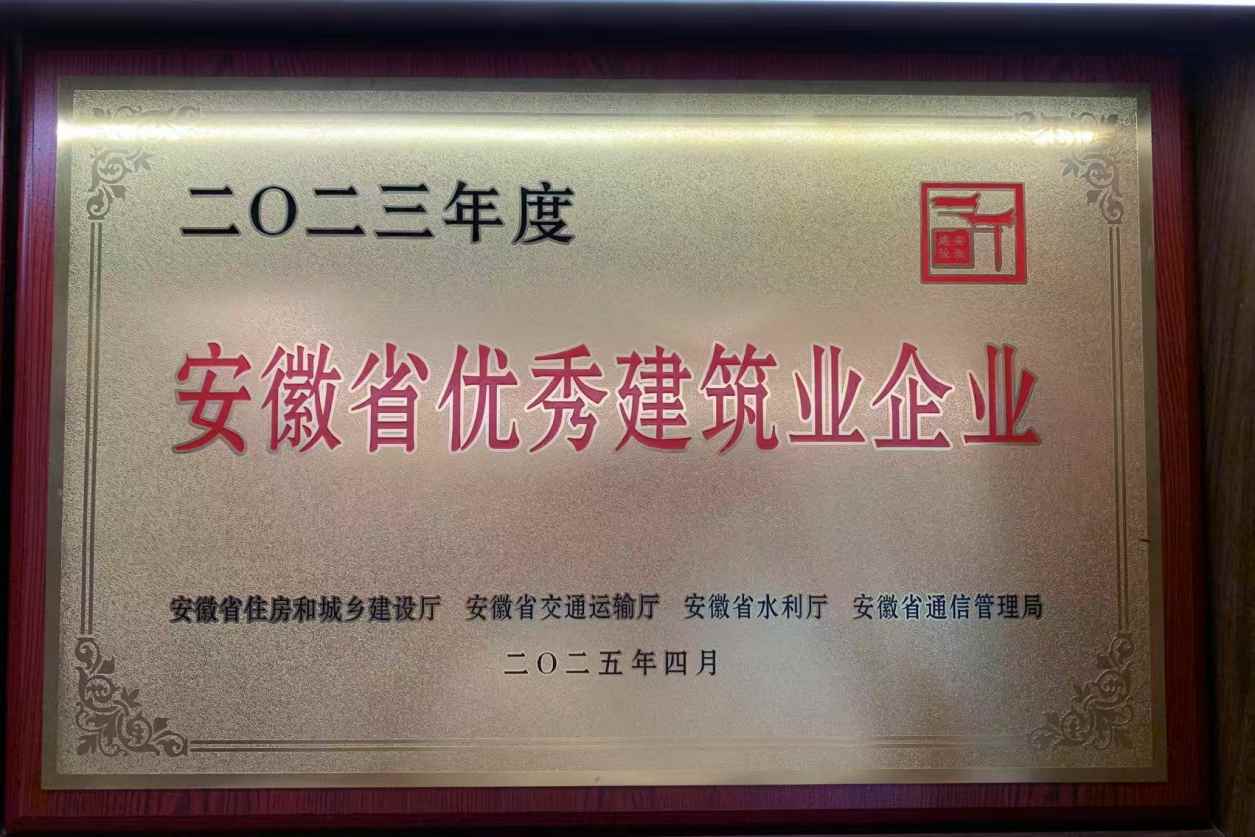 二〇二三年度
安徽省优秀建筑业企业
安徽省住房和城乡建设厅 安徽省交通运输厅 安徽省水利厅 安徽省通信管理局
二〇二五年四月